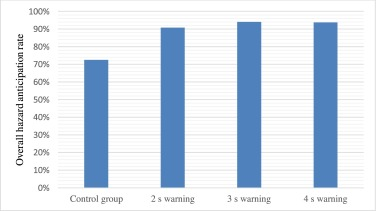 Overall hazard anticipation rate
100%
90%
80%
70%
60%
50%
40%
30%
20%
10%
0%
Control group
2 s warning
3 s warning
4 s warning